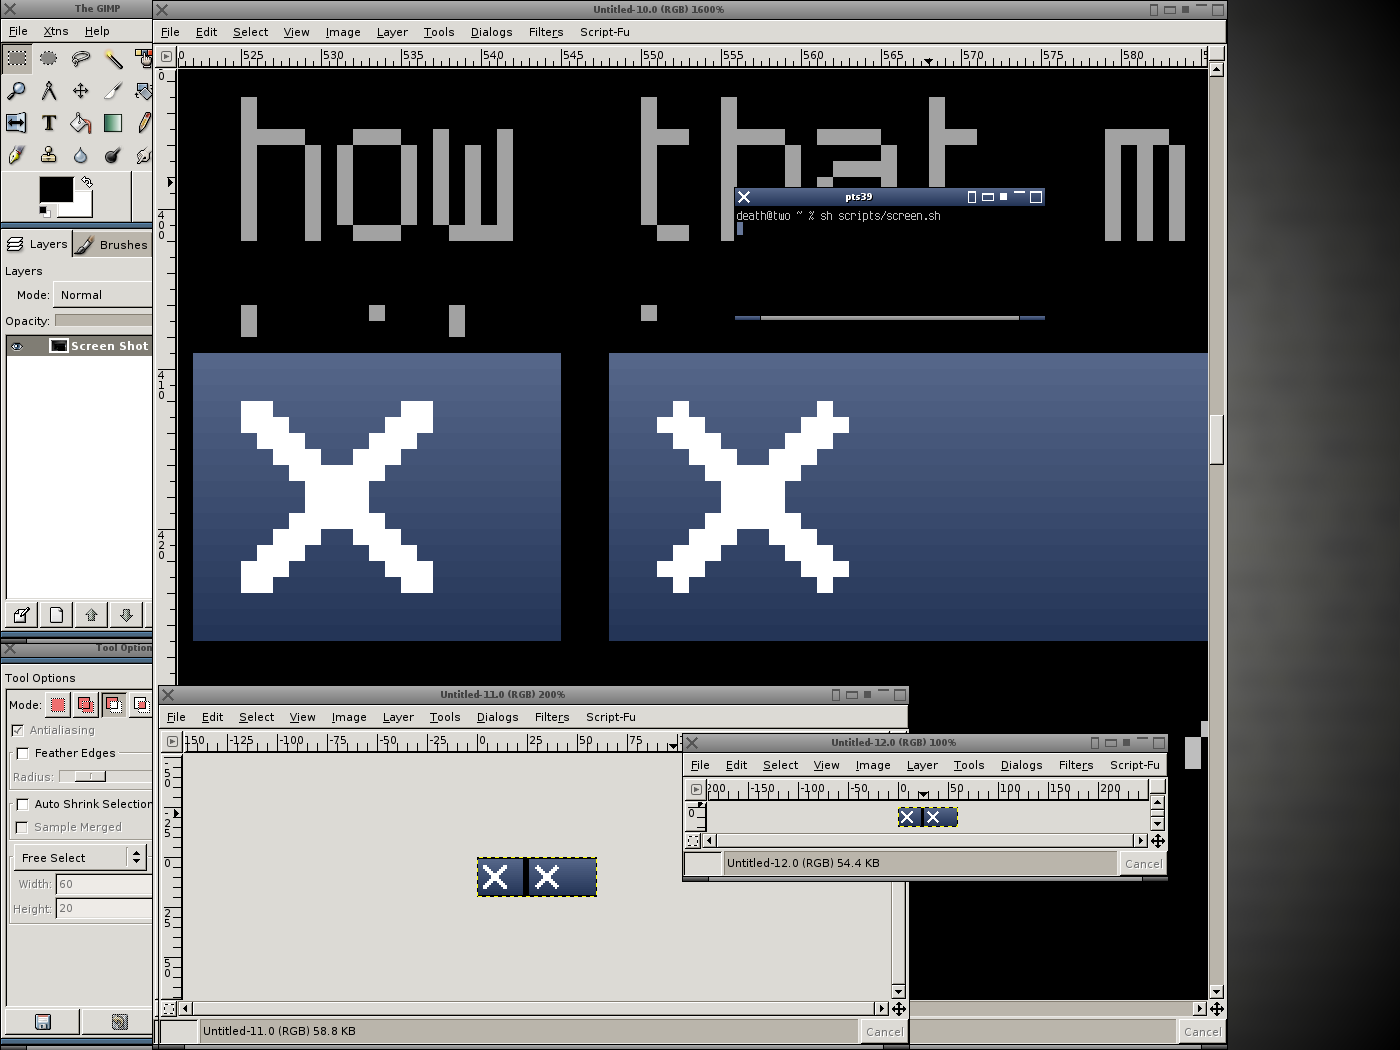 The GIMP
File Xtns Help
Layers Brushes
Layers
Mode: Normal
Opacity:
Screen Shot
Tool Option
Tool Options
Mode:
Antialiasing
Feather Edges
Radius:
Auto Shrink Selection
Sample Merged
Free Select
Width: 60
Height: 20
Untitled-10.0 (RGB) 1600%
File Edit Select View Image Layer Tools Dialogs Filters Script-Fu
0 525 530 535 540 545 550 555 560 565 570 575 580 5
0
400
410
420
how that m
pts39
death@two ~ % sh scripts/screen.sh
Cancel
Untitled-11.0 (RGB) 200%
File Edit Select View Image Layer Tools Dialogs Filters Script-Fu
150 -125 -100 -75 -50 -25 0 25 50 75
-50
-25
0
25
50
Untitled-11.0 (RGB) 58.8 KB
Cancel
Untitled-12.0 (RGB) 100%
File Edit Select View Image Layer Tools Dialogs Filters Script-Fu
200 -150 -100 -50 0 50 100 150 200
0
Untitled-12.0 (RGB) 54.4 KB
Cancel